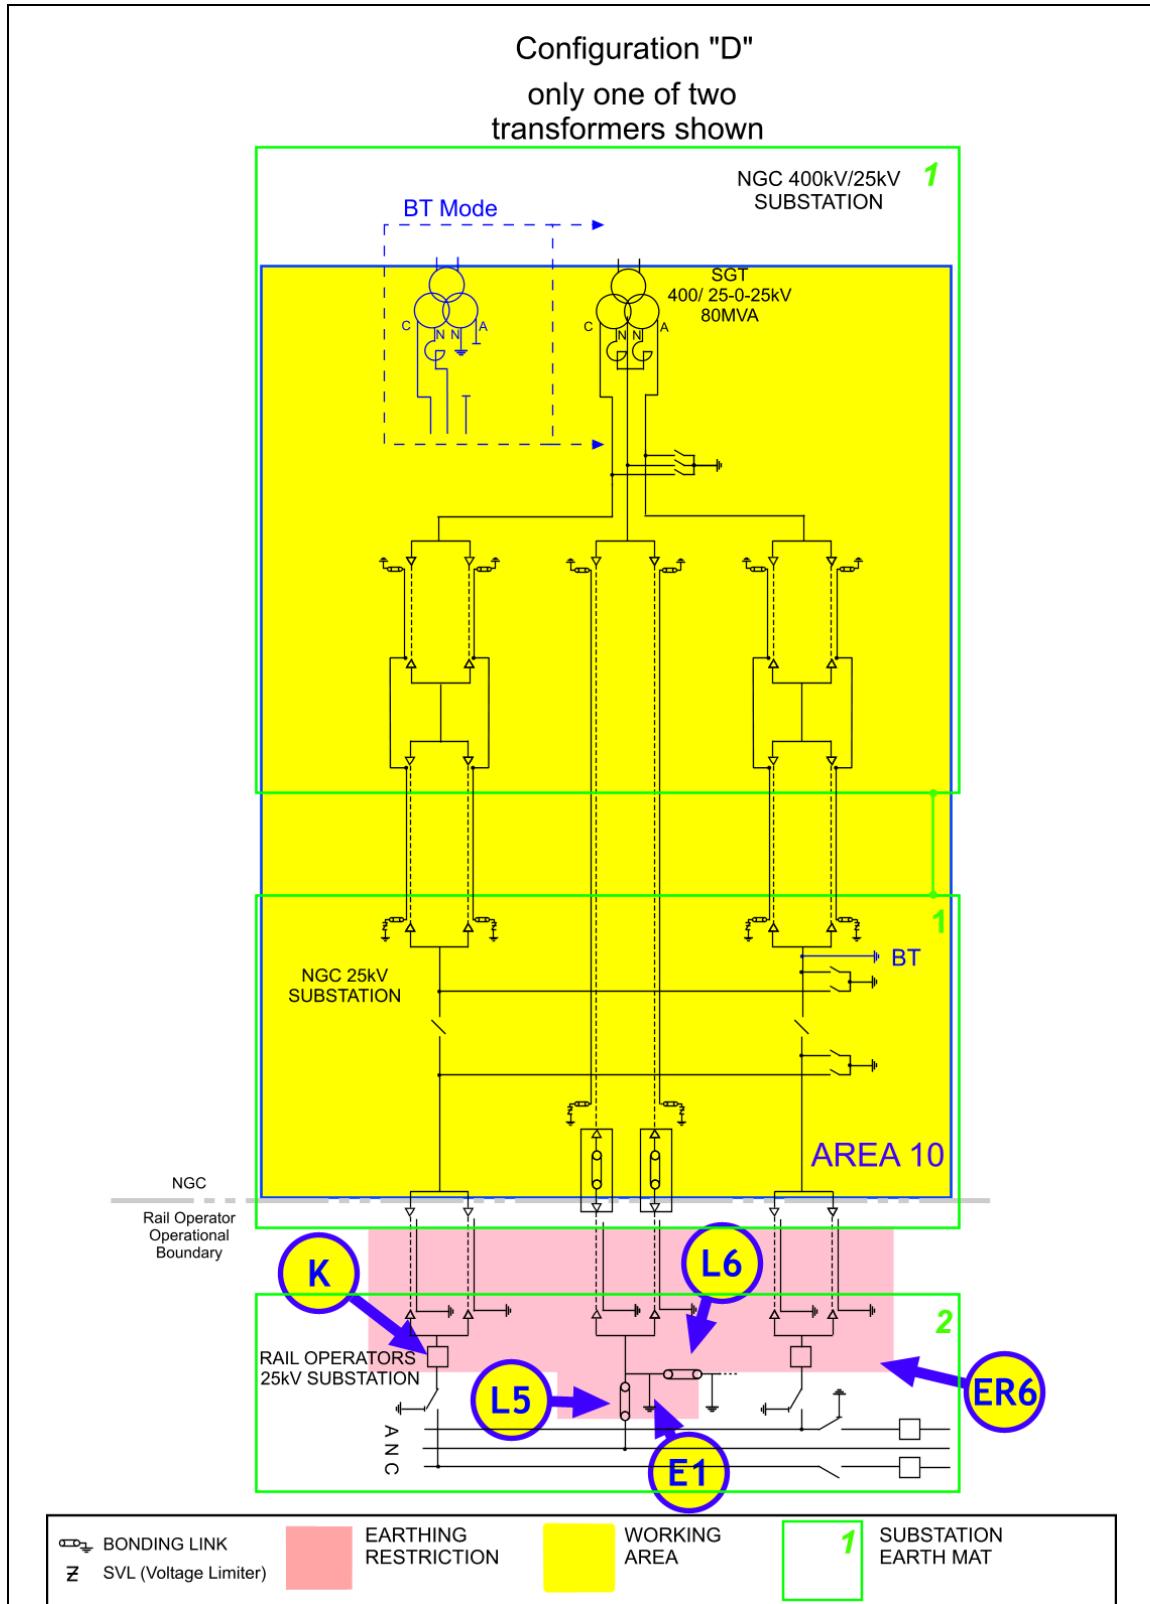 Configuration "D"
only one of two
transformers shown
NGC 400kV/25kV
SUBSTATION
1
BT Mode
SGT
400/ 25-0-25kV
80MVA
C N N A
C N N A
1
NGC 25kV
SUBSTATION
BT
AREA 10
NGC
Rail Operator
Operational
Boundary
K
L6
2
RAIL OPERATORS
25kV SUBSTATION
L5
ER6
E1
A
N
C
BONDING LINK
SVL (Voltage Limiter)
EARTHING
RESTRICTION
WORKING
AREA
1
SUBSTATION
EARTH MAT